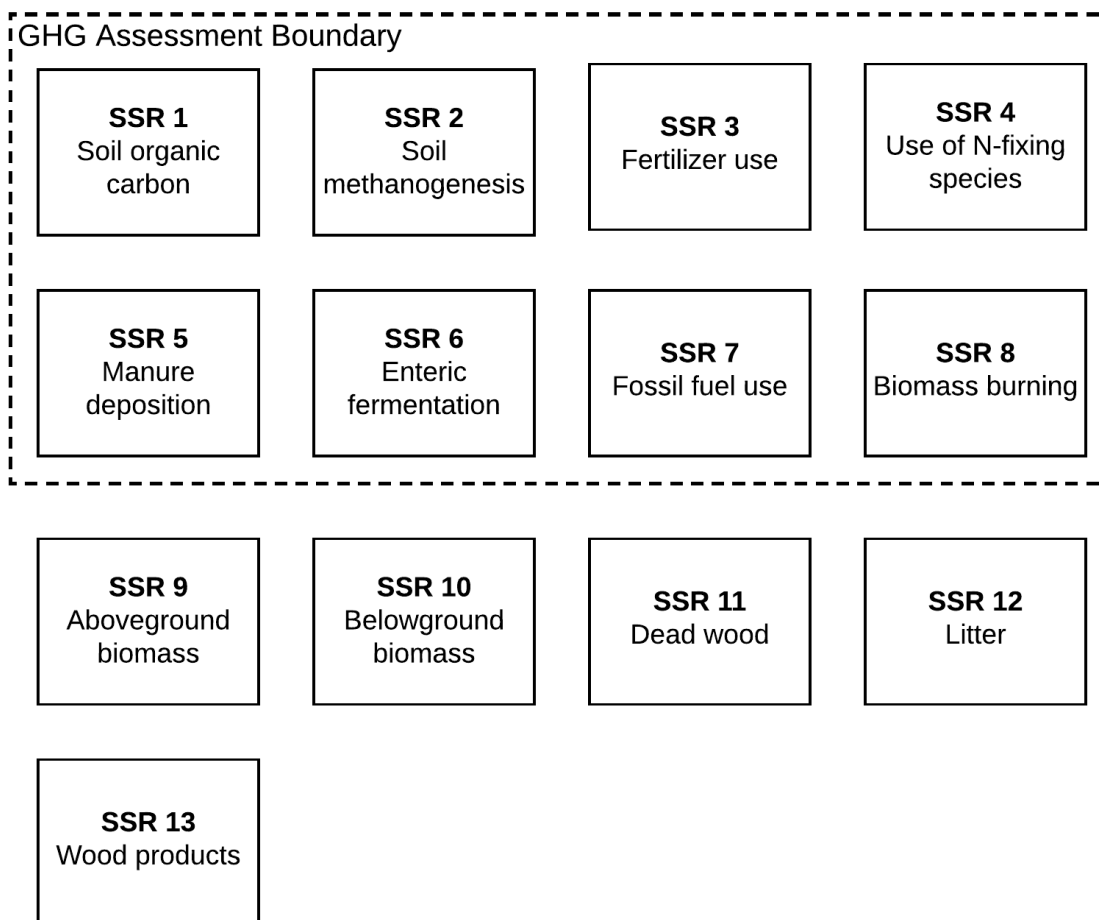 GHG Assessment Boundary
SSR 1
Soil organic
carbon
SSR 2
Soil
methanogenesis
SSR 3
Fertilizer use
SSR 4
Use of N-fixing
species
SSR 5
Manure
deposition
SSR 6
Enteric
fermentation
SSR 7
Fossil fuel use
SSR 8
Biomass burning
SSR 9
Aboveground
biomass
SSR 10
Belowground
biomass
SSR 11
Dead wood
SSR 12
Litter
SSR 13
Wood products